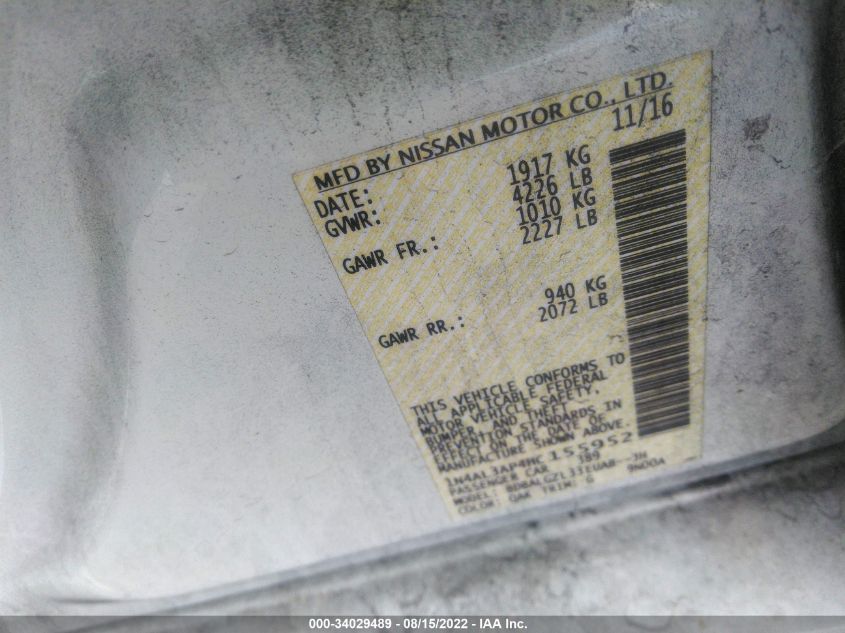 MFD BY NISSAN MOTOR CO., LTD.
DATE: 11/16
GVWR: 1917 KG
4226 LB
GAWR FR.: 1010 KG
2227 LB
GAWR RR.: 940 KG
2072 LB
THIS VEHICLE CONFORMS TO
ALL APPLICABLE FEDERAL
MOTOR VEHICLE SAFETY,
BUMPER, AND THEFT
PREVENTION STANDARDS IN
EFFECT ON THE DATE OF
MANUFACTURE SHOWN ABOVE.
1N4AL3AP4HC155952
PASSENGER CAR 389
MODEL:
COLOR: QAK TRIM: G
000-34029489 - 08/15/2022 - IAA Inc.